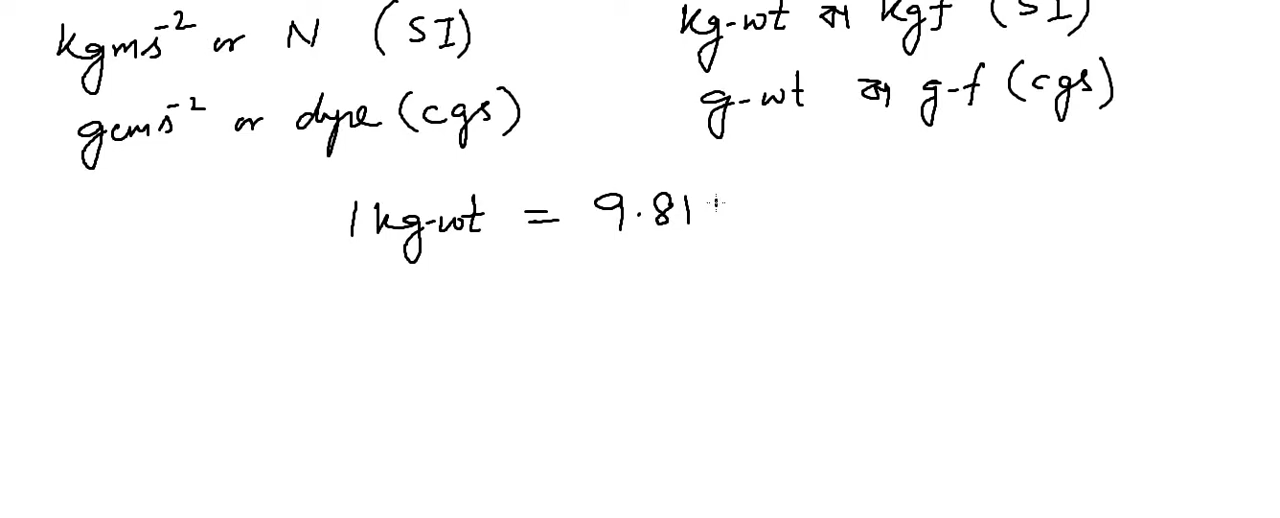 kgms⁻² or N (SI)
kg-wt বা kgf (SI)
gcms⁻² or dyne (cgs)
g-wt বা g-f (cgs)
1 kg-wt = 9.81